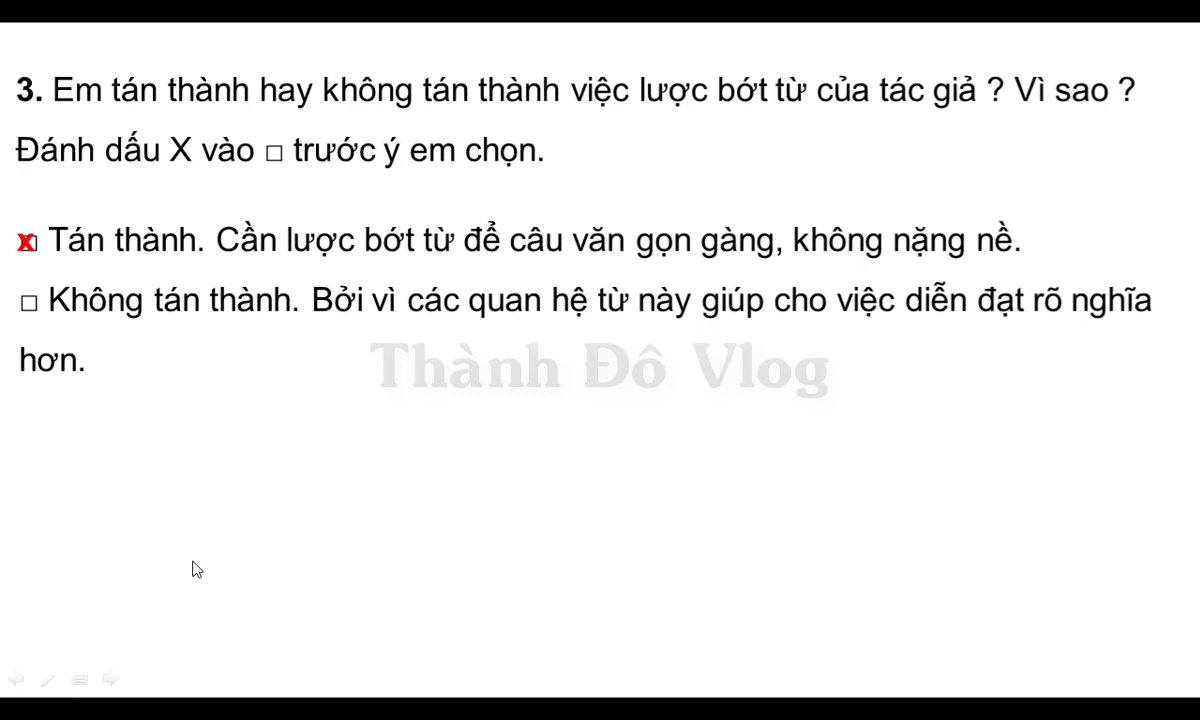 3. Em tán thành hay không tán thành việc lược bớt từ của tác giả ? Vì sao ?
Đánh dấu X vào □ trước ý em chọn.
x□ Tán thành. Cần lược bớt từ để câu văn gọn gàng, không nặng nề.
□ Không tán thành. Bởi vì các quan hệ từ này giúp cho việc diễn đạt rõ nghĩa
hơn.
Thành Đô Vlog